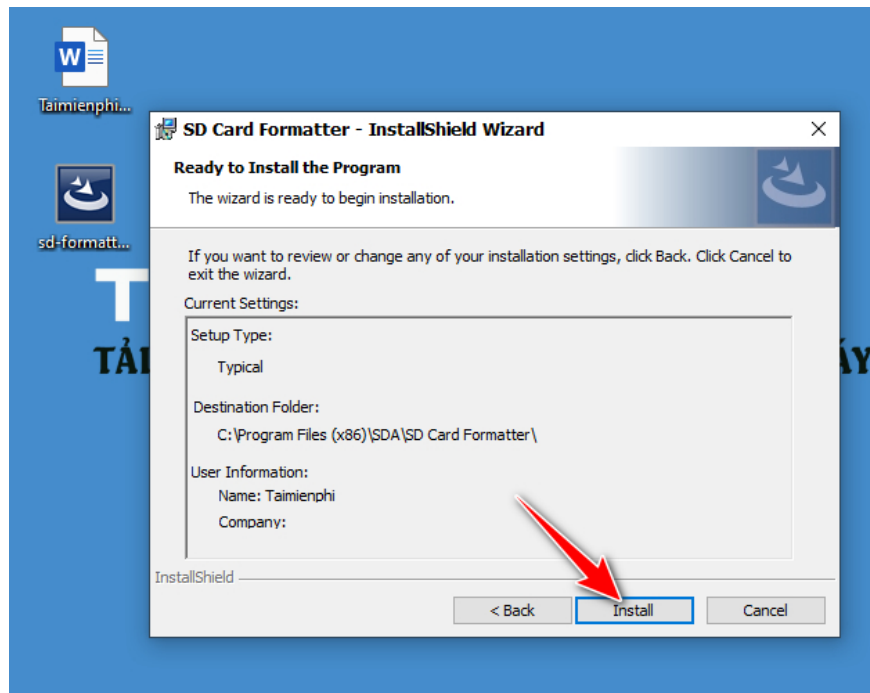 W
Taimienphi...
sd-formatt...
T
TẢI
ÁY
SD Card Formatter - InstallShield Wizard
Ready to Install the Program
The wizard is ready to begin installation.
If you want to review or change any of your installation settings, click Back. Click Cancel to
exit the wizard.
Current Settings:
Setup Type:
Typical
Destination Folder:
C:\Program Files (x86)\SDA\SD Card Formatter\
User Information:
Name: Taimienphi
Company:
InstallShield
< Back
Install
Cancel